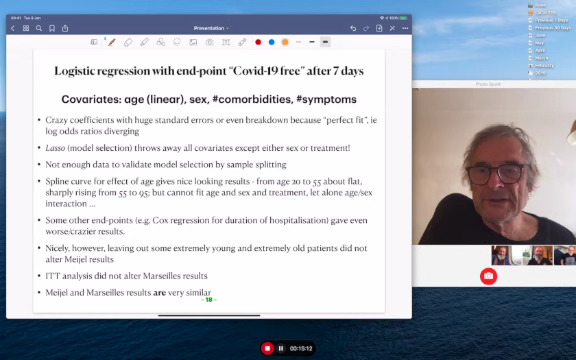 Presentation
Logistic regression with end-point "Covid-19 free" after 7 days
Covariates: age (linear), sex, #comorbidities, #symptoms
• Crazy coefficients with huge standard errors or even breakdown because "perfect fit", ie
log odds ratios diverging
• Lasso (model selection) throws away all covariates except either sex or treatment!
• Not enough data to validate model selection by sample splitting
• Spline curve for effect of age gives nice looking results - from age 20 to 55 about flat,
sharply rising from 55 to 95; but cannot fit age and sex and treatment, let alone age/sex
interaction ...
• Some other end-points (e.g. Cox regression for duration of hospitalisation) gave even
worse/crazier results.
• Nicely, however, leaving out some extremely young and extremely old patients did not
alter Meijel results
• ITT analysis did not alter Marseilles results
• Meijel and Marseilles results are very similar
- 18 -
Photo Booth
00:15:12